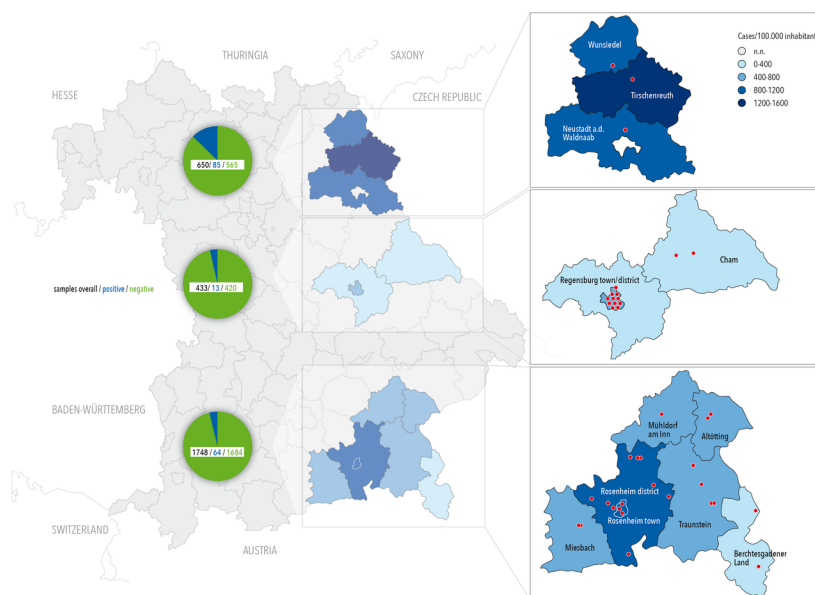 THURINGIA
SAXONY
HESSE
CZECH REPUBLIC
650/ 85 / 565
samples overall / positive / negative
433/ 13 / 420
BADEN-WÜRTTEMBERG
1748 / 64 / 1684
SWITZERLAND
AUSTRIA
Cases/100.000 inhabitant
n.n.
0-400
400-800
800-1200
1200-1600
Wunsiedel
Tirschenreuth
Neustadt a.d.
Waldnaab
Cham
Regensburg town/district
Mühldorf
am Inn
Altötting
Rosenheim district
Rosenheim town
Traunstein
Miesbach
Berchtesgadener
Land